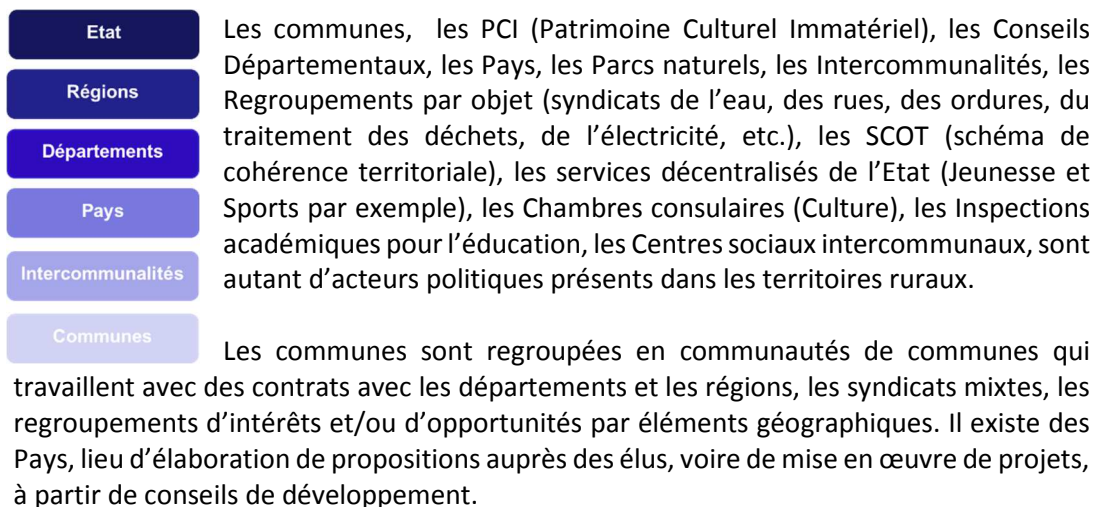 Etat
Régions
Départements
Pays
Intercommunalités
Communes
Les communes, les PCI (Patrimoine Culturel Immatériel), les Conseils
Départementaux, les Pays, les Parcs naturels, les Intercommunalités, les
Regroupements par objet (syndicats de l’eau, des rues, des ordures, du
traitement des déchets, de l’électricité, etc.), les SCOT (schéma de
cohérence territoriale), les services décentralisés de l’Etat (Jeunesse et
Sports par exemple), les Chambres consulaires (Culture), les Inspections
académiques pour l’éducation, les Centres sociaux intercommunaux, sont
autant d’acteurs politiques présents dans les territoires ruraux.
Les communes sont regroupées en communautés de communes qui
travaillent avec des contrats avec les départements et les régions, les syndicats mixtes, les
regroupements d’intérêts et/ou d’opportunités par éléments géographiques. Il existe des
Pays, lieu d’élaboration de propositions auprès des élus, voire de mise en œuvre de projets,
à partir de conseils de développement.